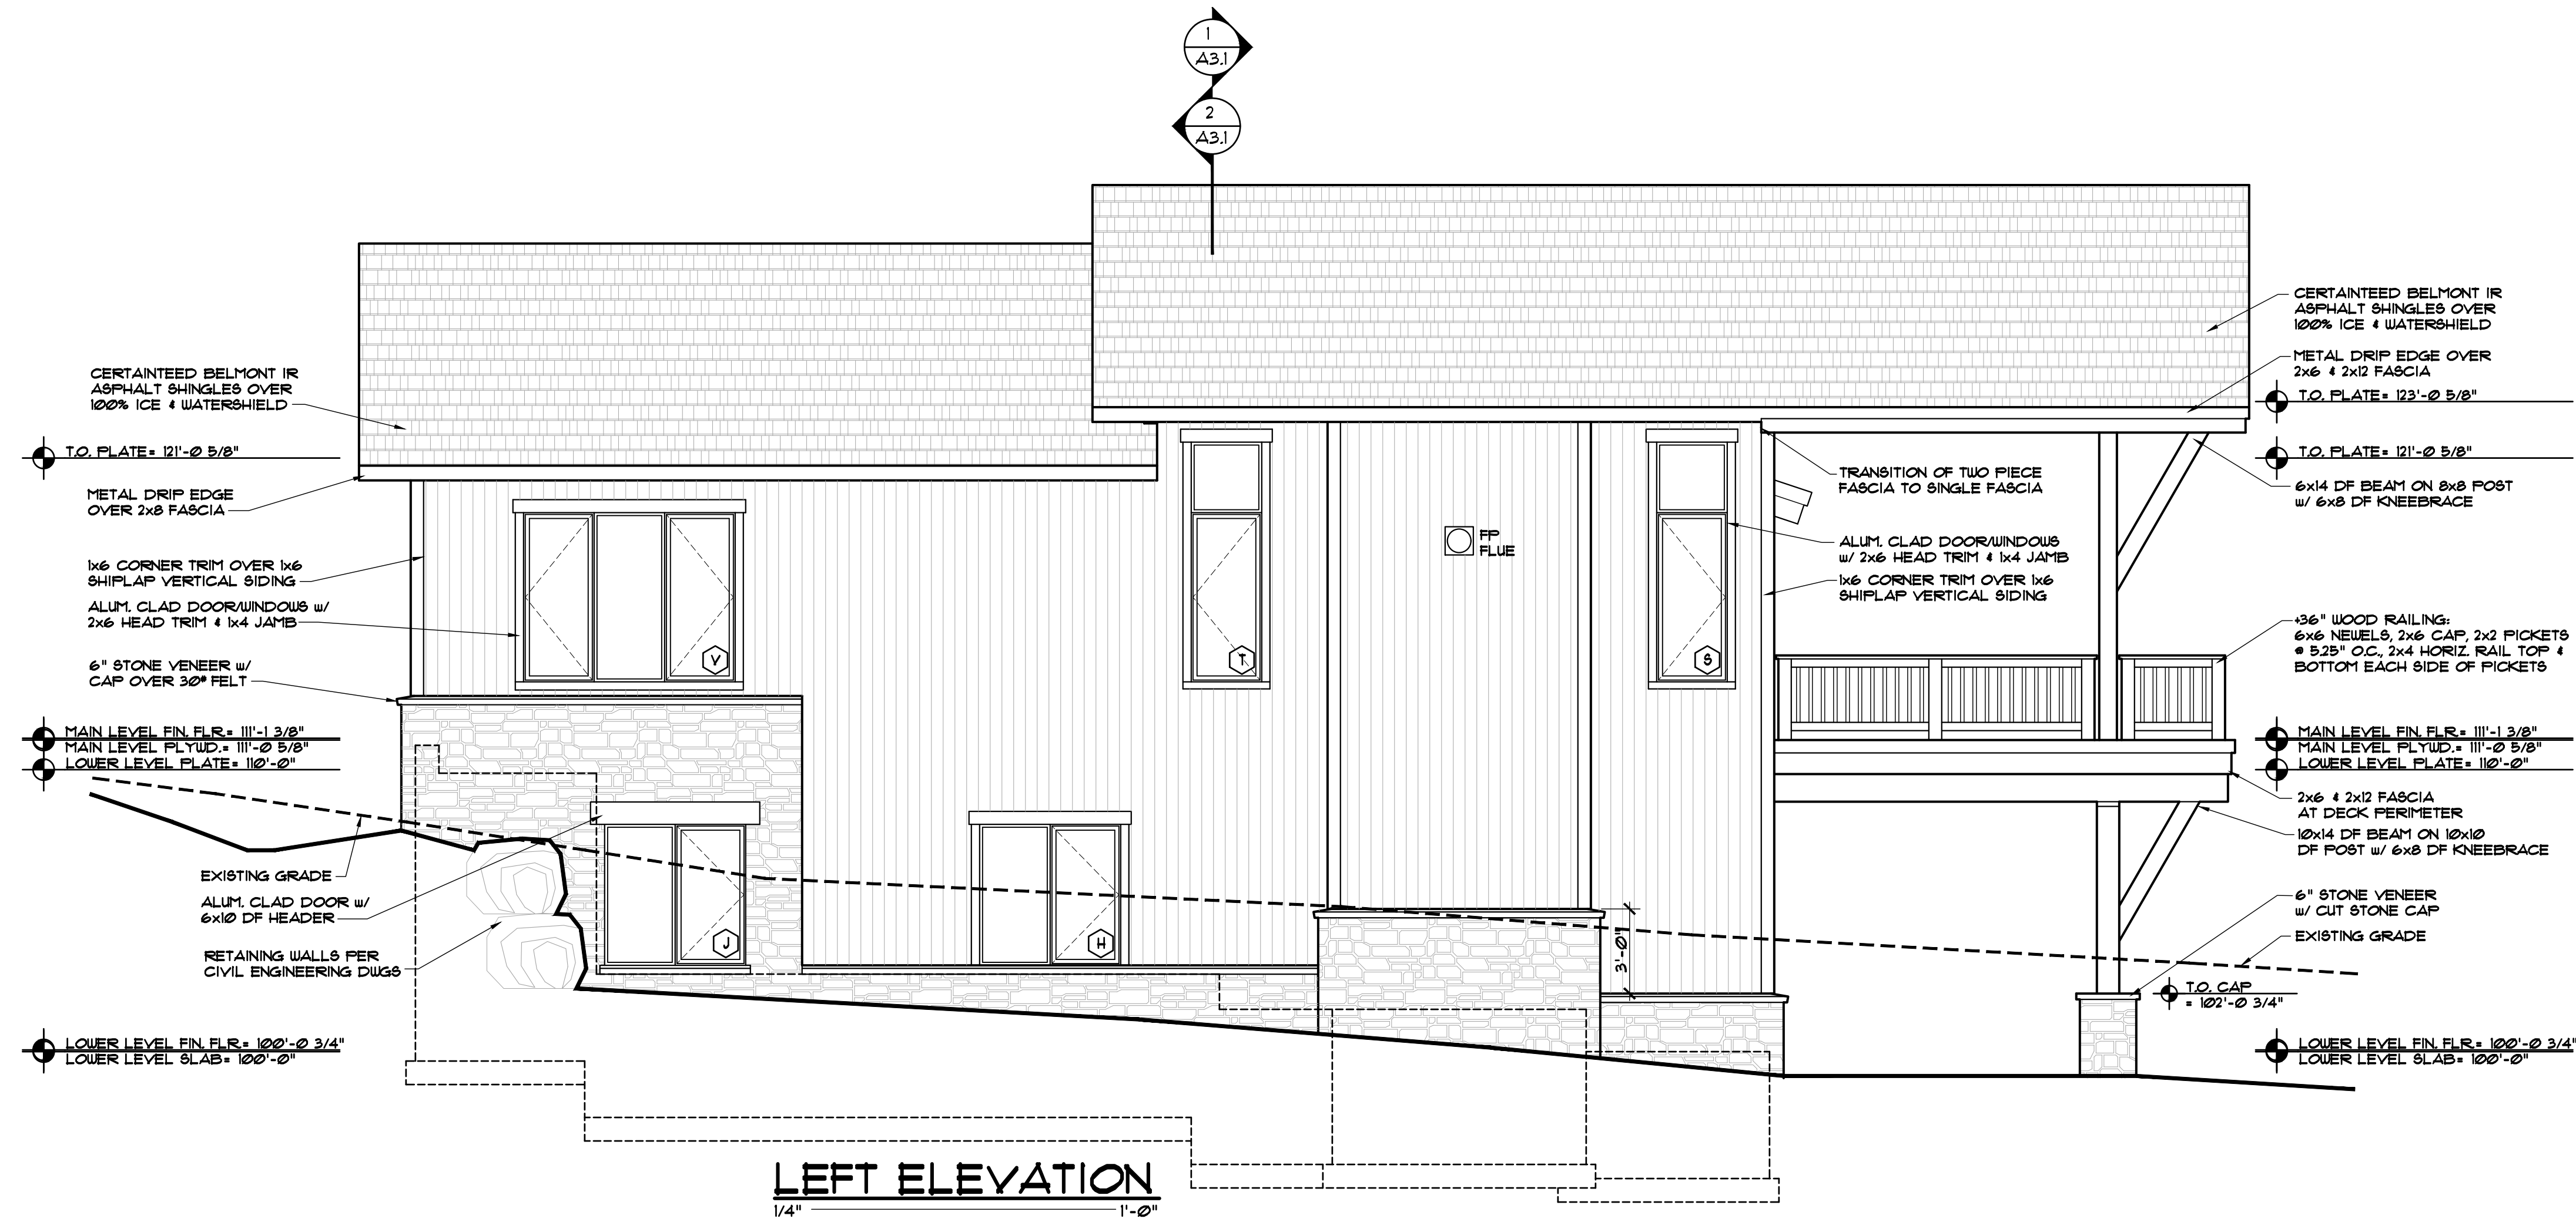 1
A3.1
2
A3.1
CERTAINTEED BELMONT IR
ASPHALT SHINGLES OVER
100% ICE & WATERSHIELD
T.O. PLATE= 121'-0 5/8"
METAL DRIP EDGE
OVER 2x8 FASCIA
1x6 CORNER TRIM OVER 1x6
SHIPLAP VERTICAL SIDING
ALUM. CLAD DOOR/WINDOWS w/
2x6 HEAD TRIM & 1x4 JAMB
6" STONE VENEER w/
CAP OVER 30# FELT
MAIN LEVEL FIN. FLR.= 111'-1 3/8"
MAIN LEVEL PLYWD.= 111'-0 5/8"
LOWER LEVEL PLATE= 110'-0"
EXISTING GRADE
ALUM. CLAD DOOR w/
6x10 DF HEADER
RETAINING WALLS PER
CIVIL ENGINEERING DWGS
LOWER LEVEL FIN. FLR.= 100'-0 3/4"
LOWER LEVEL SLAB= 100'-0"
V
T
S
J
H
FP
FLUE
3'-0"
TRANSITION OF TWO PIECE
FASCIA TO SINGLE FASCIA
ALUM. CLAD DOOR/WINDOWS
w/ 2x6 HEAD TRIM & 1x4 JAMB
1x6 CORNER TRIM OVER 1x6
SHIPLAP VERTICAL SIDING
CERTAINTEED BELMONT IR
ASPHALT SHINGLES OVER
100% ICE & WATERSHIELD
METAL DRIP EDGE OVER
2x6 & 2x12 FASCIA
T.O. PLATE= 123'-0 5/8"
T.O. PLATE= 121'-0 5/8"
6x14 DF BEAM ON 8x8 POST
w/ 6x8 DF KNEEBRACE
+36" WOOD RAILING:
6x6 NEWELS, 2x6 CAP, 2x2 PICKETS
@ 5.25" O.C., 2x4 HORIZ. RAIL TOP &
BOTTOM EACH SIDE OF PICKETS
MAIN LEVEL FIN. FLR.= 111'-1 3/8"
MAIN LEVEL PLYWD.= 111'-0 5/8"
LOWER LEVEL PLATE= 110'-0"
2x6 & 2x12 FASCIA
AT DECK PERIMETER
10x14 DF BEAM ON 10x10
DF POST w/ 6x8 DF KNEEBRACE
6" STONE VENEER
w/ CUT STONE CAP
EXISTING GRADE
T.O. CAP
= 102'-0 3/4"
LOWER LEVEL FIN. FLR.= 100'-0 3/4"
LOWER LEVEL SLAB= 100'-0"
LEFT ELEVATION
1/4" 1'-0"